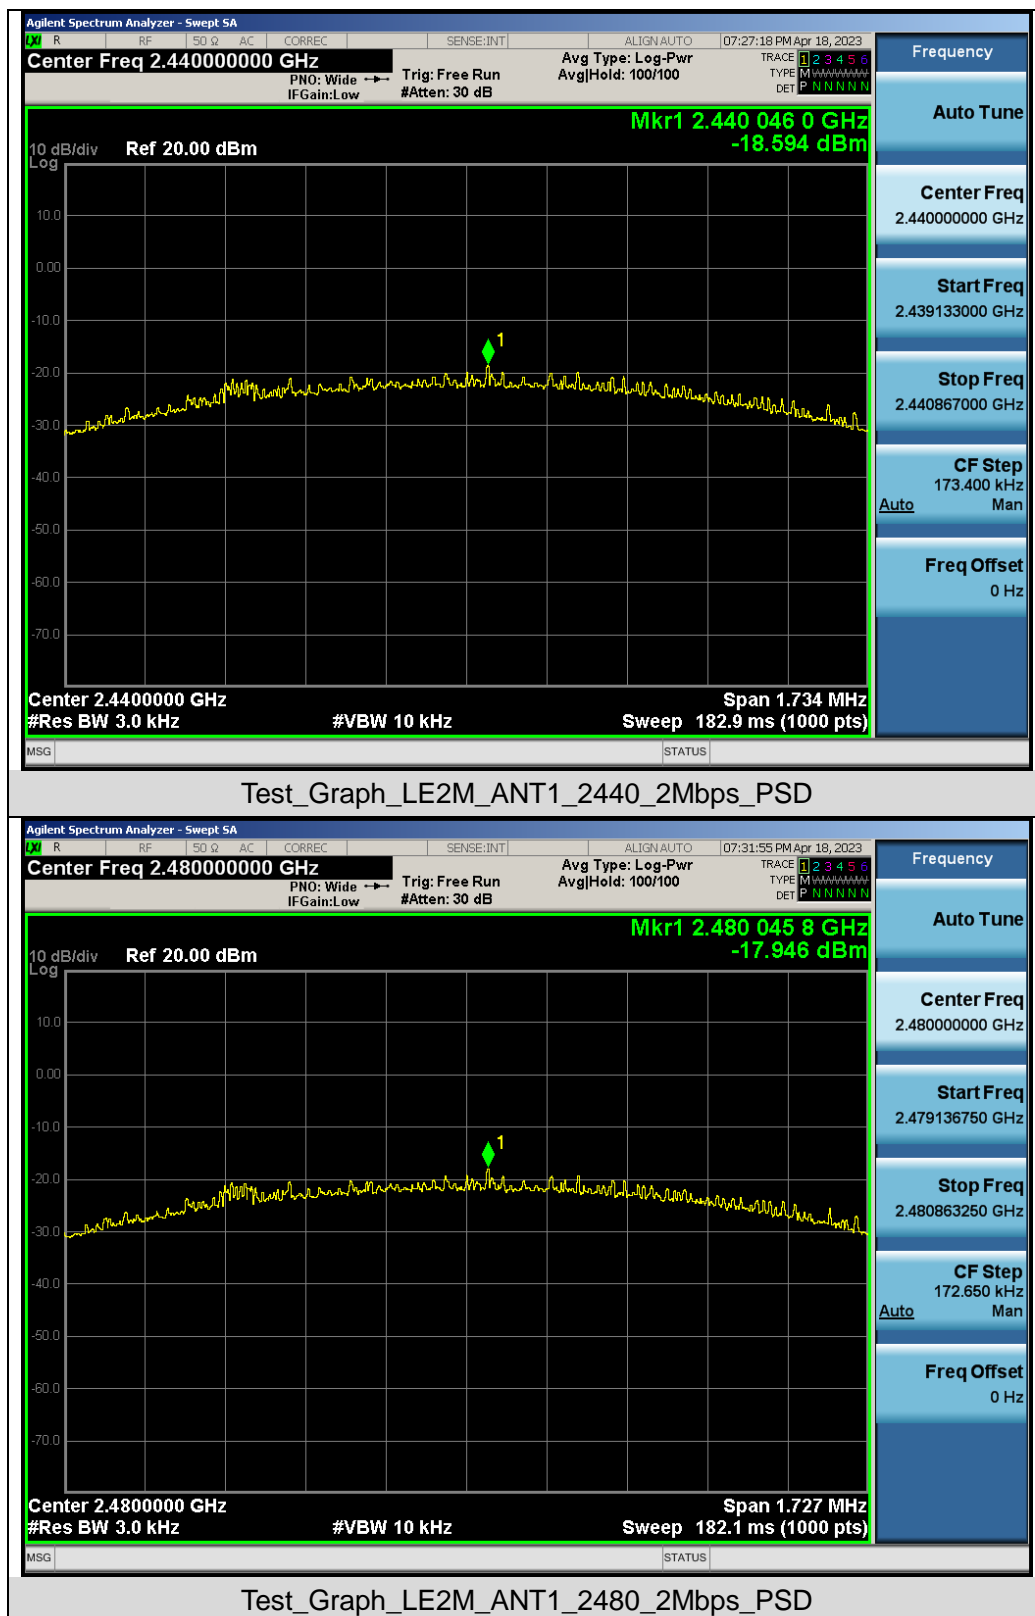 Agilent Spectrum Analyzer - Swept SA
LXI R RF 50 Ω AC CORREC SENSE:INT ALIGN AUTO 07:27:18 PM Apr 18, 2023
Center Freq 2.440000000 GHz
PNO: Wide
IFGain:Low
Trig: Free Run
#Atten: 30 dB
Avg Type: Log-Pwr
Avg|Hold: 100/100
TRACE 1 2 3 4 5 6
TYPE M WWWWW
DET P N N N N N
Frequency
Mkr1 2.440 046 0 GHz
-18.594 dBm
10 dB/div Ref 20.00 dBm
Log
10.0
0.00
-10.0
-20.0
-30.0
-40.0
-50.0
-60.0
-70.0
1
Center 2.4400000 GHz Span 1.734 MHz
#Res BW 3.0 kHz #VBW 10 kHz Sweep 182.9 ms (1000 pts)
MSG STATUS
Auto Tune
Center Freq
2.440000000 GHz
Start Freq
2.439133000 GHz
Stop Freq
2.440867000 GHz
CF Step
173.400 kHz
Auto Man
Freq Offset
0 Hz
Test_Graph_LE2M_ANT1_2440_2Mbps_PSD
Agilent Spectrum Analyzer - Swept SA
LXI R RF 50 Ω AC CORREC SENSE:INT ALIGN AUTO 07:31:55 PM Apr 18, 2023
Center Freq 2.480000000 GHz
PNO: Wide
IFGain:Low
Trig: Free Run
#Atten: 30 dB
Avg Type: Log-Pwr
Avg|Hold: 100/100
TRACE 1 2 3 4 5 6
TYPE M WWWWW
DET P N N N N N
Frequency
Mkr1 2.480 045 8 GHz
-17.946 dBm
10 dB/div Ref 20.00 dBm
Log
10.0
0.00
-10.0
-20.0
-30.0
-40.0
-50.0
-60.0
-70.0
1
Center 2.4800000 GHz Span 1.727 MHz
#Res BW 3.0 kHz #VBW 10 kHz Sweep 182.1 ms (1000 pts)
MSG STATUS
Auto Tune
Center Freq
2.480000000 GHz
Start Freq
2.479136750 GHz
Stop Freq
2.480863250 GHz
CF Step
172.650 kHz
Auto Man
Freq Offset
0 Hz
Test_Graph_LE2M_ANT1_2480_2Mbps_PSD